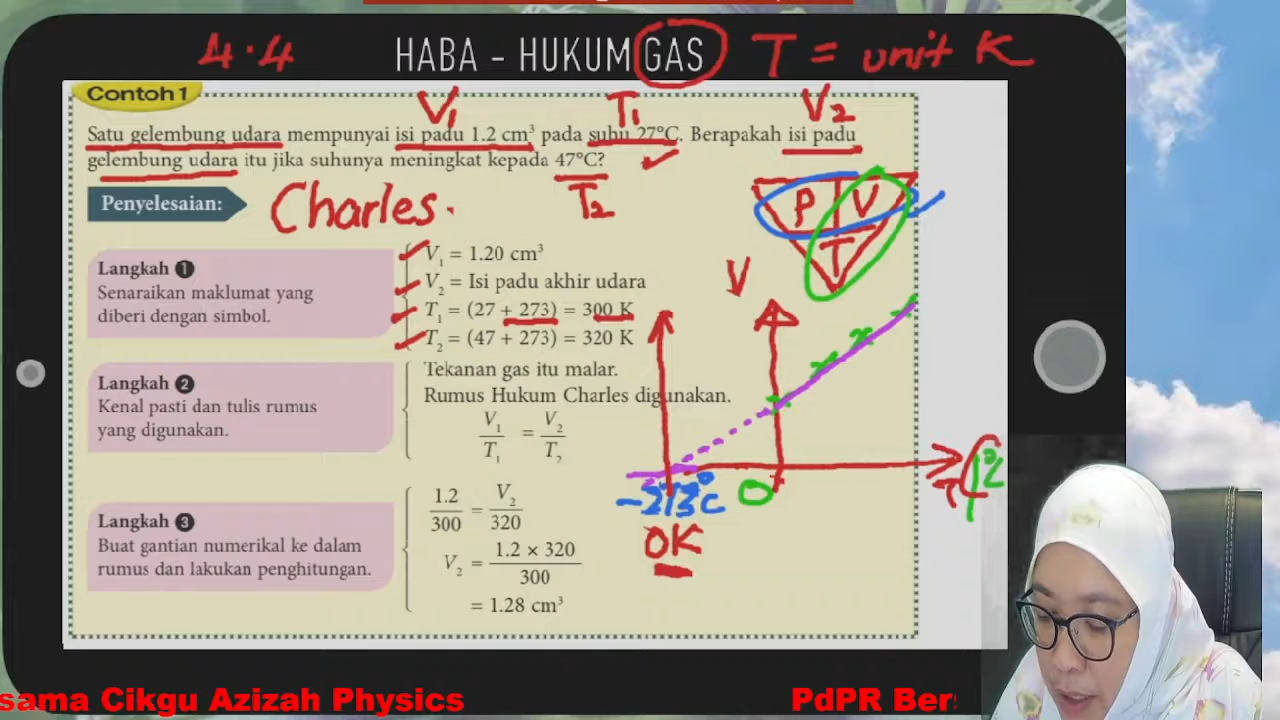 4.4 HABA - HUKUM GAS T = unit K
Contoh 1
V₁ T₁ V₂
Satu gelembung udara mempunyai isi padu 1.2 cm³ pada suhu 27°C. Berapakah isi padu
gelembung udara itu jika suhunya meningkat kepada 47°C?
T₂
Penyelesaian:
Charles.
P V
T
Langkah 1
Senaraikan maklumat yang
diberi dengan simbol.
V₁ = 1.20 cm³
V₂ = Isi padu akhir udara
T₁ = (27 + 273) = 300 K
T₂ = (47 + 273) = 320 K
Langkah 2
Kenal pasti dan tulis rumus
yang digunakan.
Tekanan gas itu malar.
Rumus Hukum Charles digunakan.
V₁/T₁ = V₂/T₂
Langkah 3
Buat gantian numerikal ke dalam
rumus dan lakukan penghitungan.
1.2/300 = V₂/320
V₂ = 1.2 × 320/300
= 1.28 cm³
V
-273°C 0
0K
sama Cikgu Azizah Physics PdPR Ber